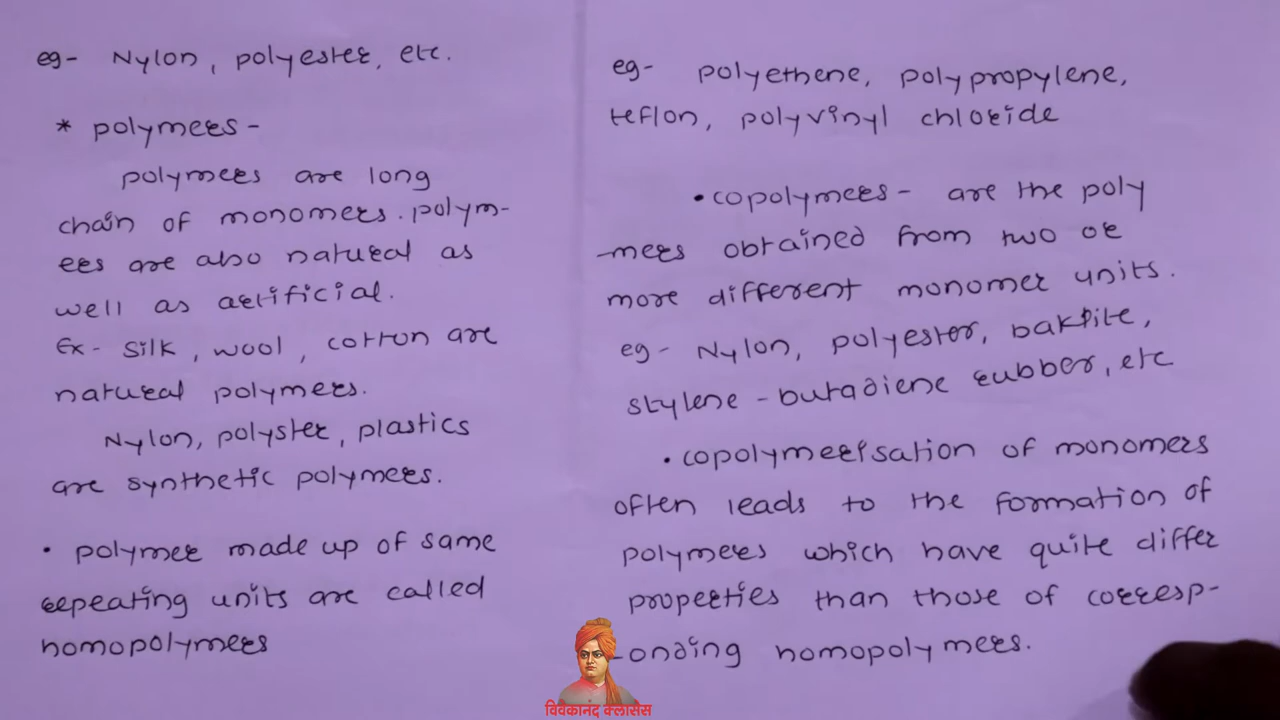 eg- Nylon, polyester, etc.
* polymers -
polymers are long
chain of monomers. polym-
ers are also natural as
well as artificial.
Ex- silk, wool, cotton are
natural polymers.
Nylon, polyster, plastics
are synthetic polymers.
• polymer made up of same
repeating units are called
homopolymers
eg- polyethene, polypropylene,
teflon, polyvinyl chloride
• copolymers - are the poly
-mers obtained from two or
more different monomer units.
eg - Nylon, polyester, baklite,
stylene - butadiene rubber, etc
• copolymerisation of monomers
often leads to the formation of
polymers which have quite differ
properties than those of corresp-
-onding homopolymers.
विवेकानंद क्लासेस